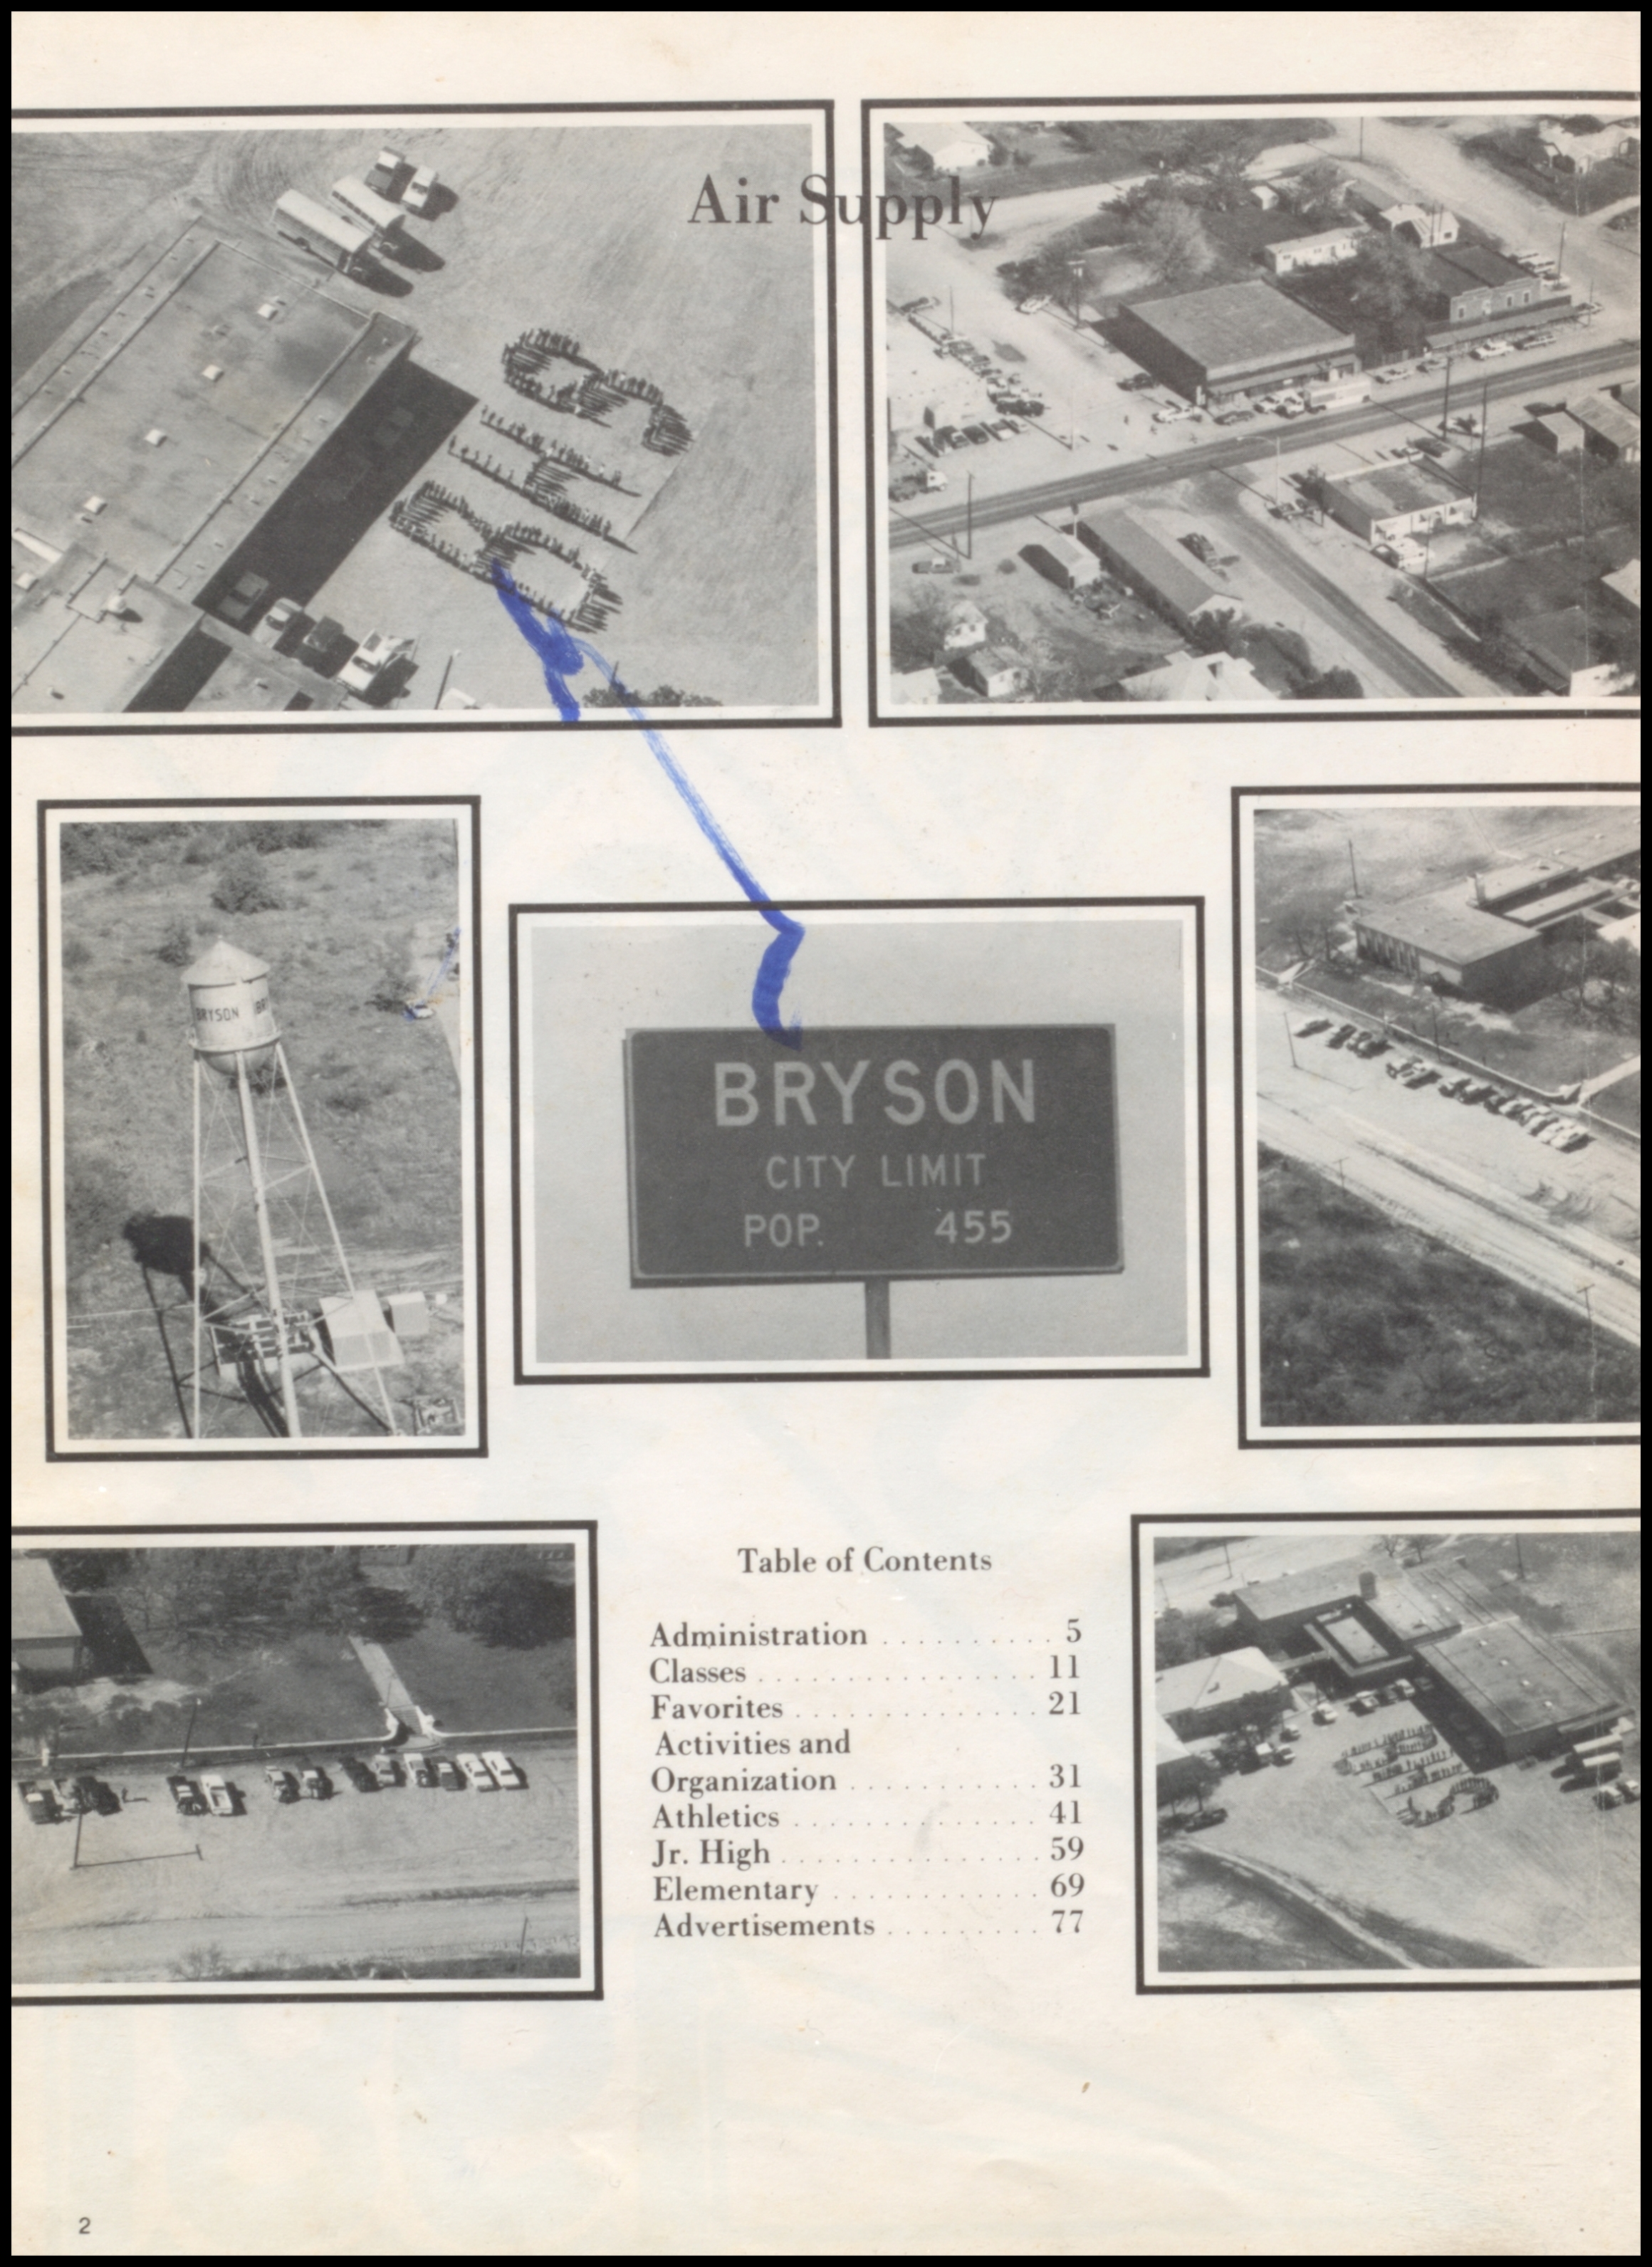 Air Supply
BHS
BRYSON
BRYSON
CITY LIMIT
POP. 455
Table of Contents
Administration . . . . . . . . . . 5
Classes . . . . . . . . . . . . . . . . 11
Favorites . . . . . . . . . . . . . . 21
Activities and
Organization . . . . . . . . . . . 31
Athletics . . . . . . . . . . . . . . 41
Jr. High . . . . . . . . . . . . . . . 59
Elementary . . . . . . . . . . . . 69
Advertisements . . . . . . . . . 77
2